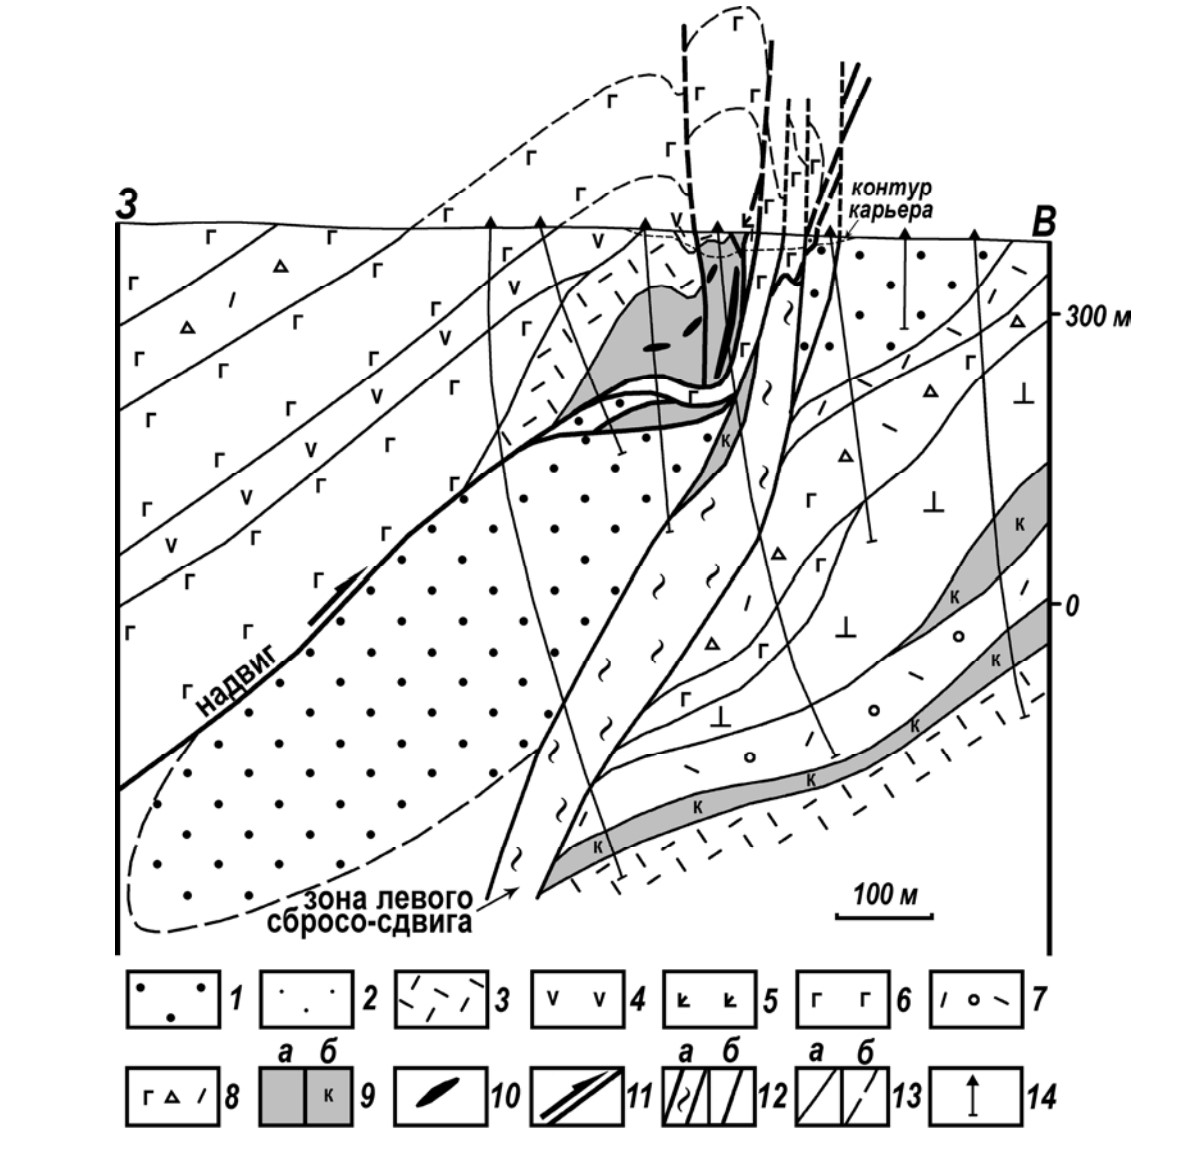 З
контур
карьера
В
300 м
0
надвиг
зона левого
сбросо-сдвига
100 м
1
2
3
v v 4
5
г г 6
7
а б
а б
а б
г 8
к 9
10
11
12
13
14